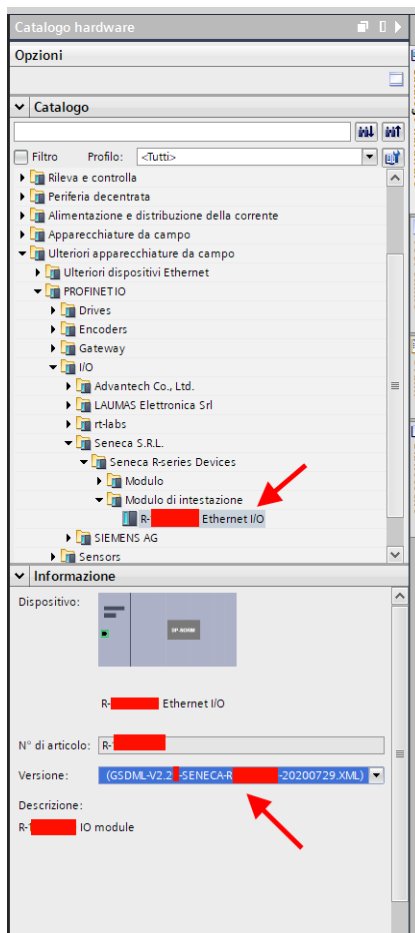 Catalogo hardware
Opzioni
Catalogo
Filtro Profilo: <Tutti>
Rileva e controlla
Periferia decentrata
Alimentazione e distribuzione della corrente
Apparecchiature da campo
Ulteriori apparecchiature da campo
Ulteriori dispositivi Ethernet
PROFINET IO
Drives
Encoders
Gateway
I/O
Advantech Co., Ltd.
LAUMAS Elettronica Srl
rt-labs
Seneca S.R.L.
Seneca R-series Devices
Modulo
Modulo di intestazione
R- Ethernet I/O
SIEMENS AG
Sensors
Informazione
Dispositivo:
DP-NORM
R- Ethernet I/O
N° di articolo: R-
Versione: (GSDML-V2.2 -SENECA-R -20200729.XML)
Descrizione:
R-1 IO module